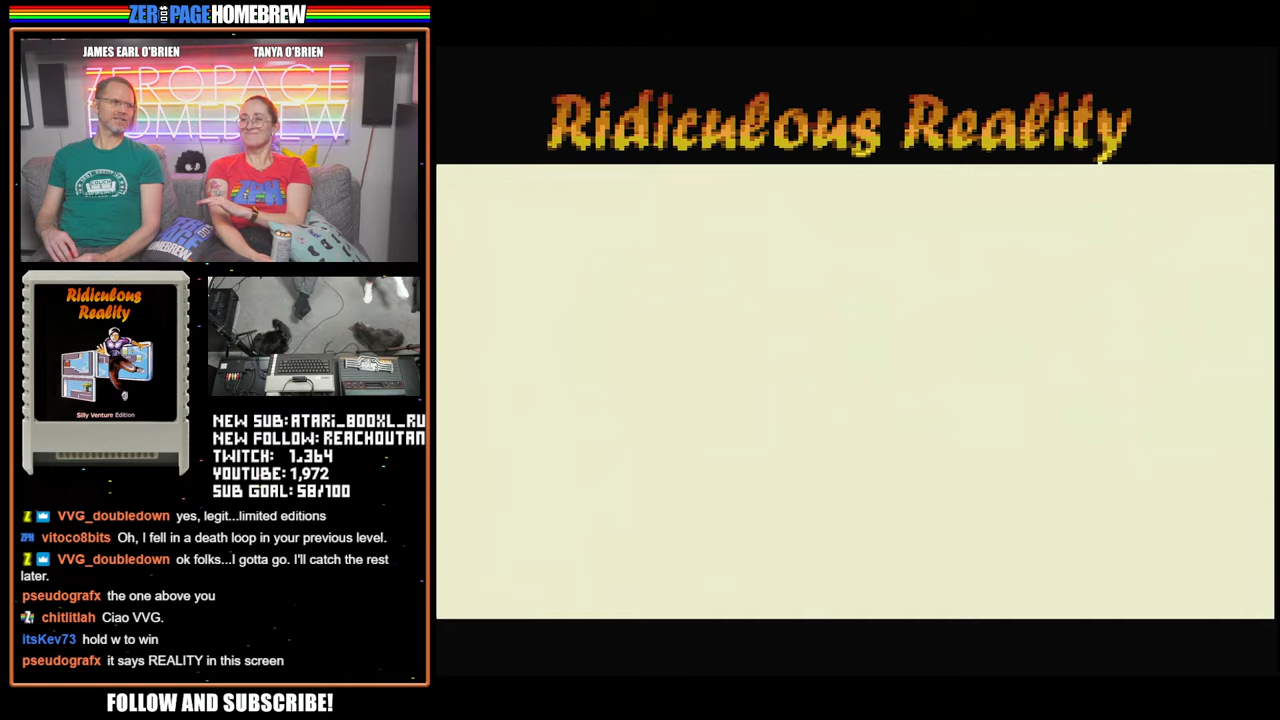 ZEROPAGE HOMEBREW
JAMES EARL O'BRIEN
TANYA O'BRIEN
ZEROPAGE
HOMEBREW
ZPH
Ridiculous Reality
Ridiculous
Reality
Silly Venture Edition
NEW SUB: ATARI_800XL_RU
NEW FOLLOW: REACHOUTAN
TWITCH: 1,364
YOUTUBE: 1,972
SUB GOAL: 58/100
VVG_doubledown yes, legit...limited editions
vitoco8bits Oh, I fell in a death loop in your previous level.
VVG_doubledown ok folks...I gotta go. I'll catch the rest
later.
pseudografx the one above you
chitlitlah Ciao VVG.
ItsKev73 hold w to win
pseudografx it says REALITY in this screen
FOLLOW AND SUBSCRIBE!